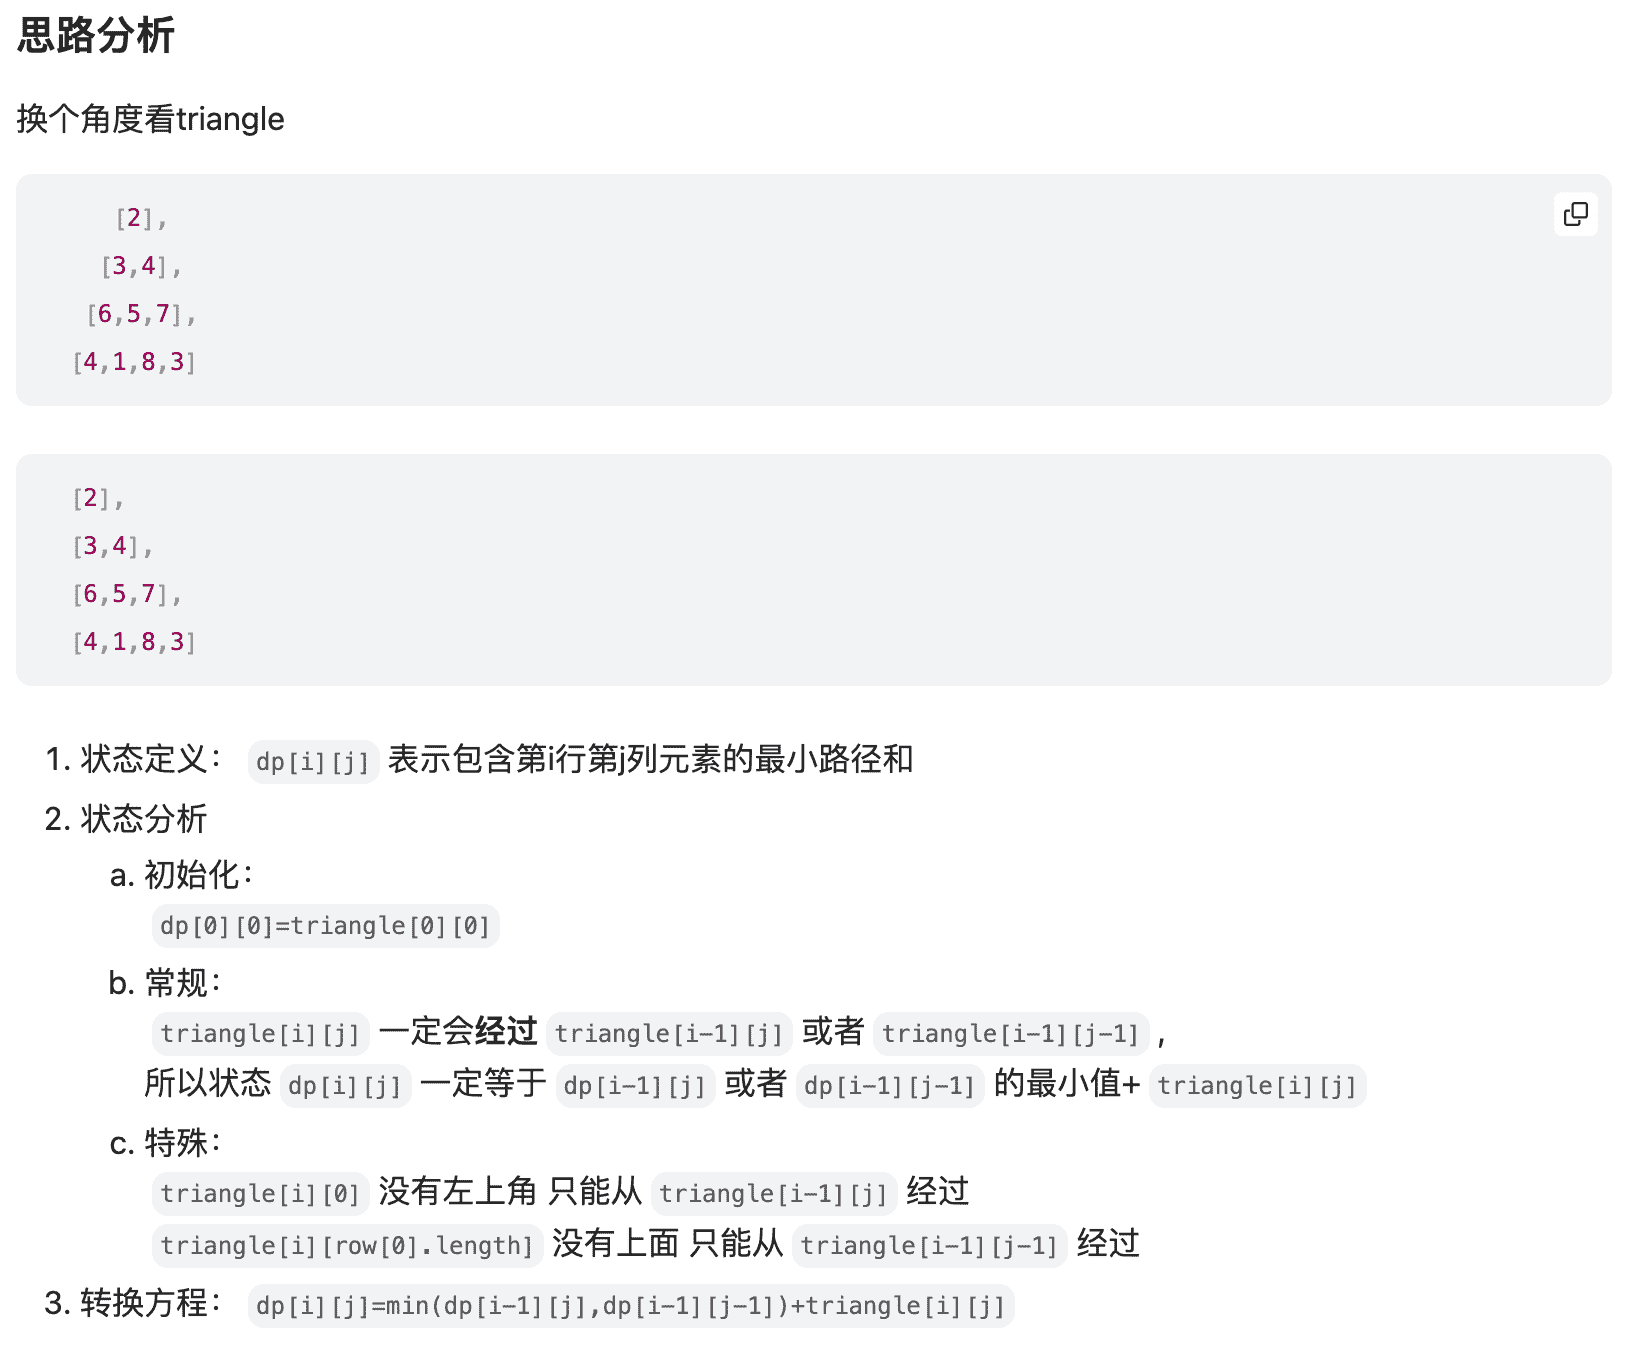 思路分析
换个角度看triangle
[2],
[3,4],
[6,5,7],
[4,1,8,3]
[2],
[3,4],
[6,5,7],
[4,1,8,3]
1. 状态定义： dp[i][j] 表示包含第i行第j列元素的最小路径和
2. 状态分析
a. 初始化：
dp[0][0]=triangle[0][0]
b. 常规：
triangle[i][j] 一定会经过 triangle[i-1][j] 或者 triangle[i-1][j-1] ,
所以状态 dp[i][j] 一定等于 dp[i-1][j] 或者 dp[i-1][j-1] 的最小值+ triangle[i][j]
c. 特殊：
triangle[i][0] 没有左上角 只能从 triangle[i-1][j] 经过
triangle[i][row[0].length] 没有上面 只能从 triangle[i-1][j-1] 经过
3. 转换方程： dp[i][j]=min(dp[i-1][j],dp[i-1][j-1])+triangle[i][j]